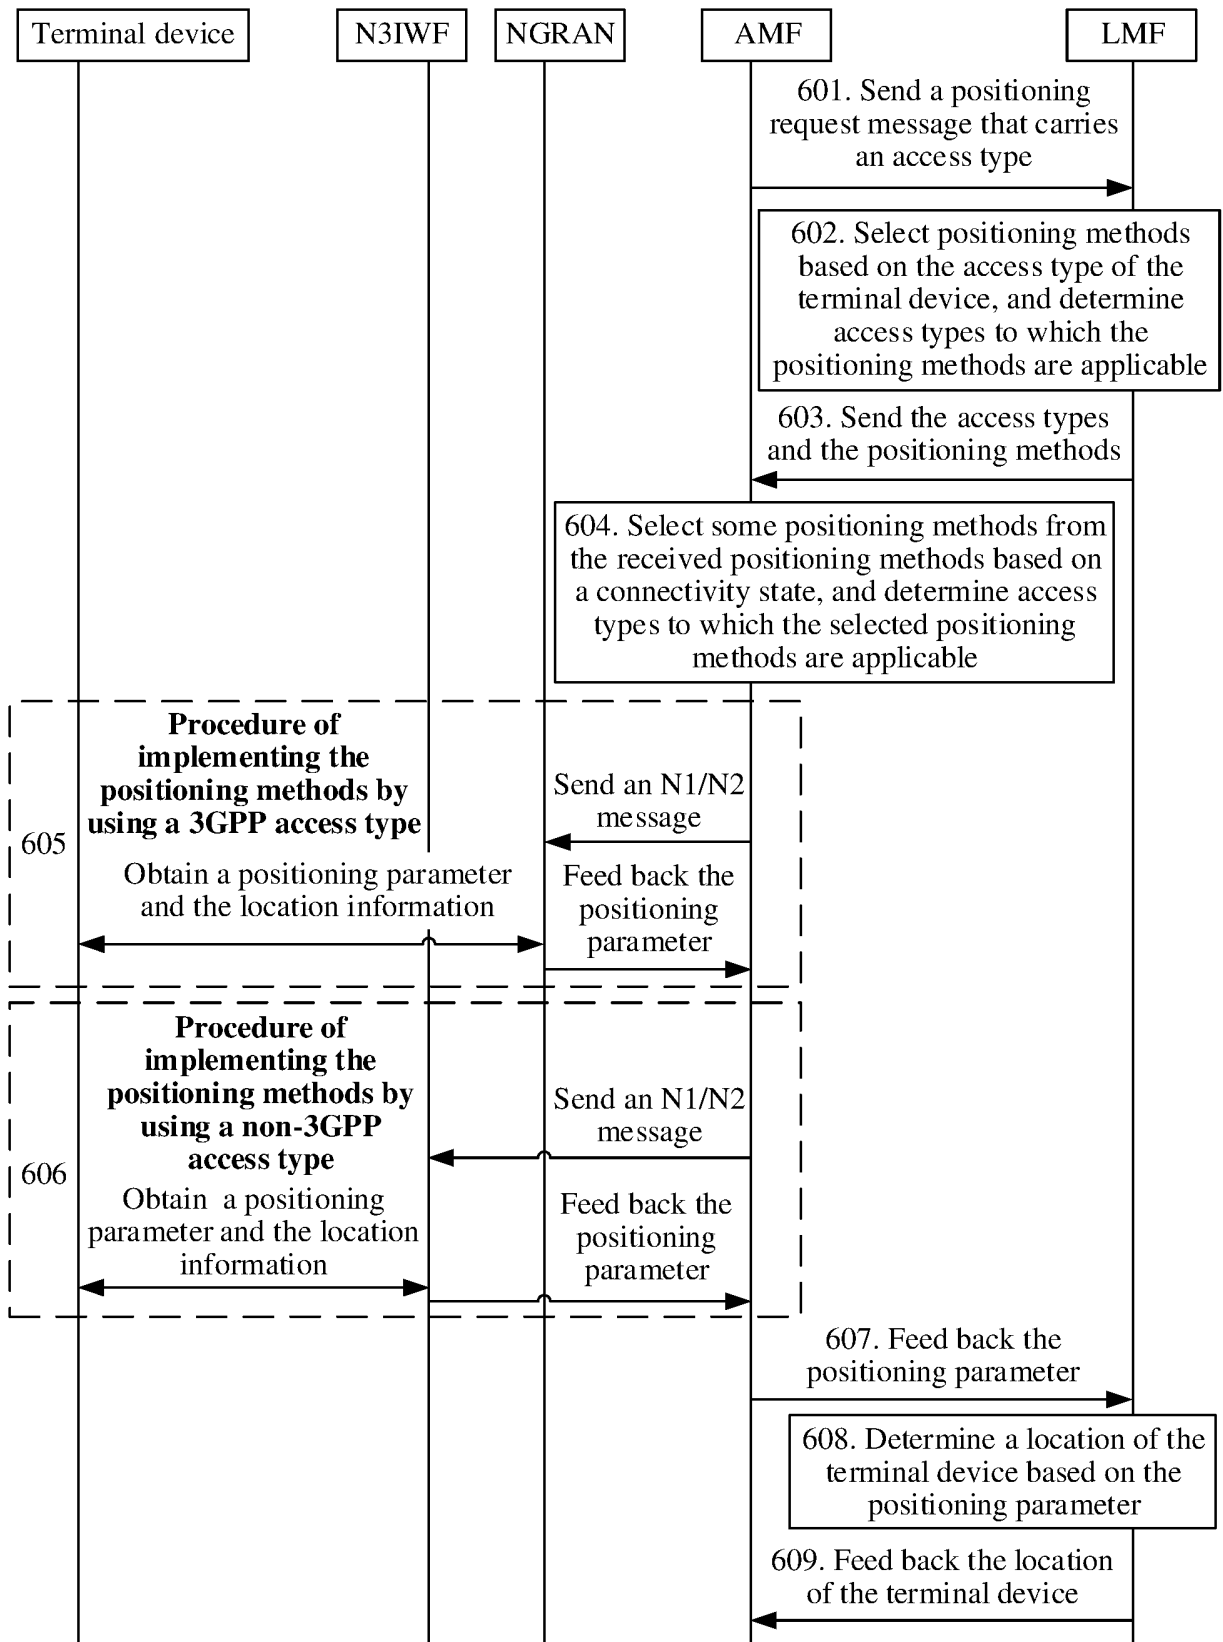 Terminal device
N3IWF
NGRAN
AMF
LMF
601. Send a positioning
request message that carries
an access type
602. Select positioning methods
based on the access type of the
terminal device, and determine
access types to which the
positioning methods are applicable
603. Send the access types
and the positioning methods
604. Select some positioning methods from
the received positioning methods based on
a connectivity state, and determine access
types to which the selected positioning
methods are applicable
605
Procedure of
implementing the
positioning methods by
using a 3GPP access type
Send an N1/N2
message
Obtain a positioning parameter
and the location information
Feed back the
positioning
parameter
606
Procedure of
implementing the
positioning methods by
using a non-3GPP
access type
Send an N1/N2
message
Obtain a positioning
parameter and the location
information
Feed back the
positioning
parameter
607. Feed back the
positioning parameter
608. Determine a location of the
terminal device based on the
positioning parameter
609. Feed back the location
of the terminal device